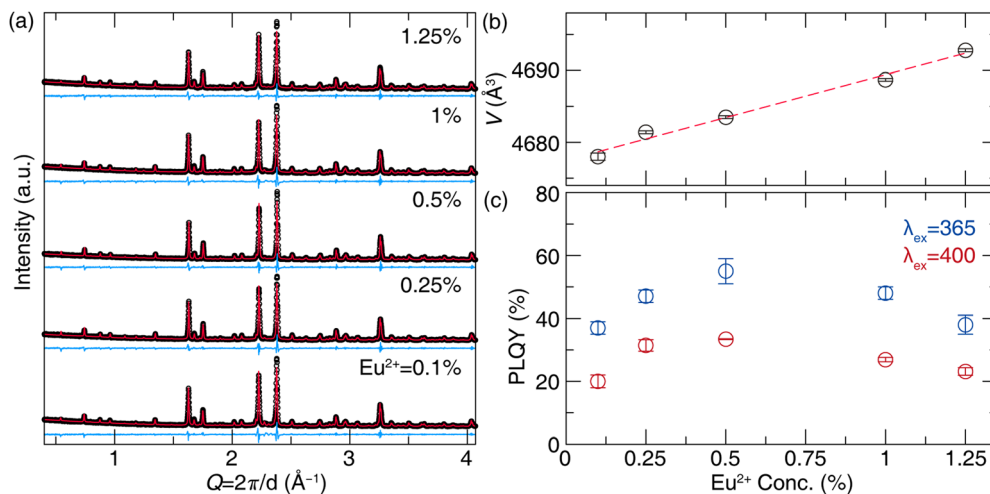 (a)
1.25%
1%
0.5%
0.25%
Eu²⁺=0.1%
Intensity (a.u.)
1 2 3 4
Q=2π/d (Å⁻¹)
(b)
4690
4680
V (Å³)
(c)
λex=365
λex=400
80
60
40
20
0
PLQY (%)
0 0.25 0.5 0.75 1 1.25
Eu²⁺ Conc. (%)